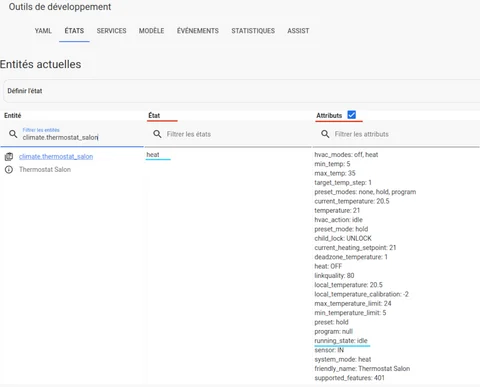 Outils de développement
YAML ÉTATS SERVICES MODÈLE ÉVÉNEMENTS STATISTIQUES ASSIST
Entités actuelles
Définir l'état
Entité État Attributs
Filtrer les entités
climate.thermostat_salon
Filtrer les états
Filtrer les attributs
climate.thermostat_salon
Thermostat Salon
heat
hvac_modes: off, heat
min_temp: 5
max_temp: 35
target_temp_step: 1
preset_modes: none, hold, program
current_temperature: 20.5
temperature: 21
hvac_action: idle
preset_mode: hold
child_lock: UNLOCK
current_heating_setpoint: 21
deadzone_temperature: 1
heat: OFF
linkquality: 80
local_temperature: 20.5
local_temperature_calibration: -2
max_temperature_limit: 24
min_temperature_limit: 5
preset: hold
program: null
running_state: idle
sensor: IN
system_mode: heat
friendly_name: Thermostat Salon
supported_features: 401